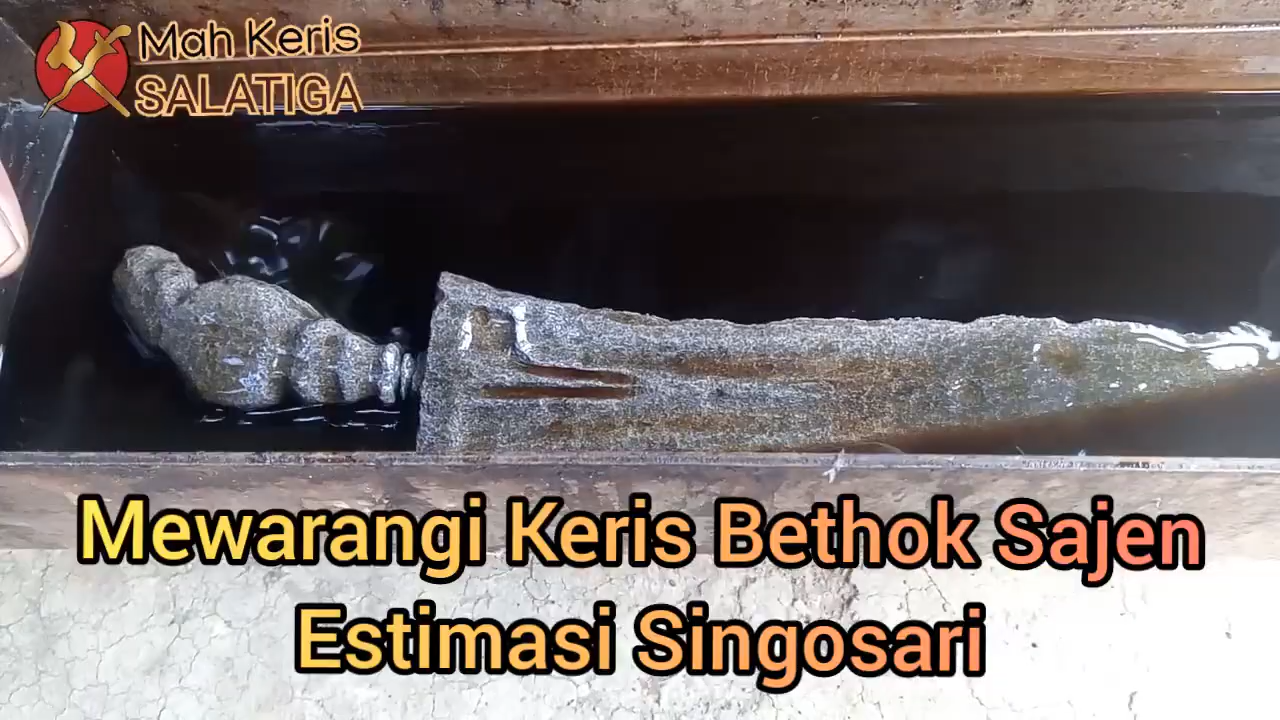 Mah Keris
SALATIGA
Mewarangi Keris Bethok Sajen
Estimasi Singosari